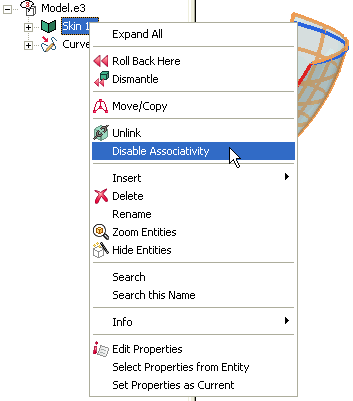 Model.e3
Skin 1
Curve
Expand All
Roll Back Here
Dismantle
Move/Copy
Unlink
Disable Associativity
Insert
Delete
Rename
Zoom Entities
Hide Entities
Search
Search this Name
Info
Edit Properties
Select Properties from Entity
Set Properties as Current